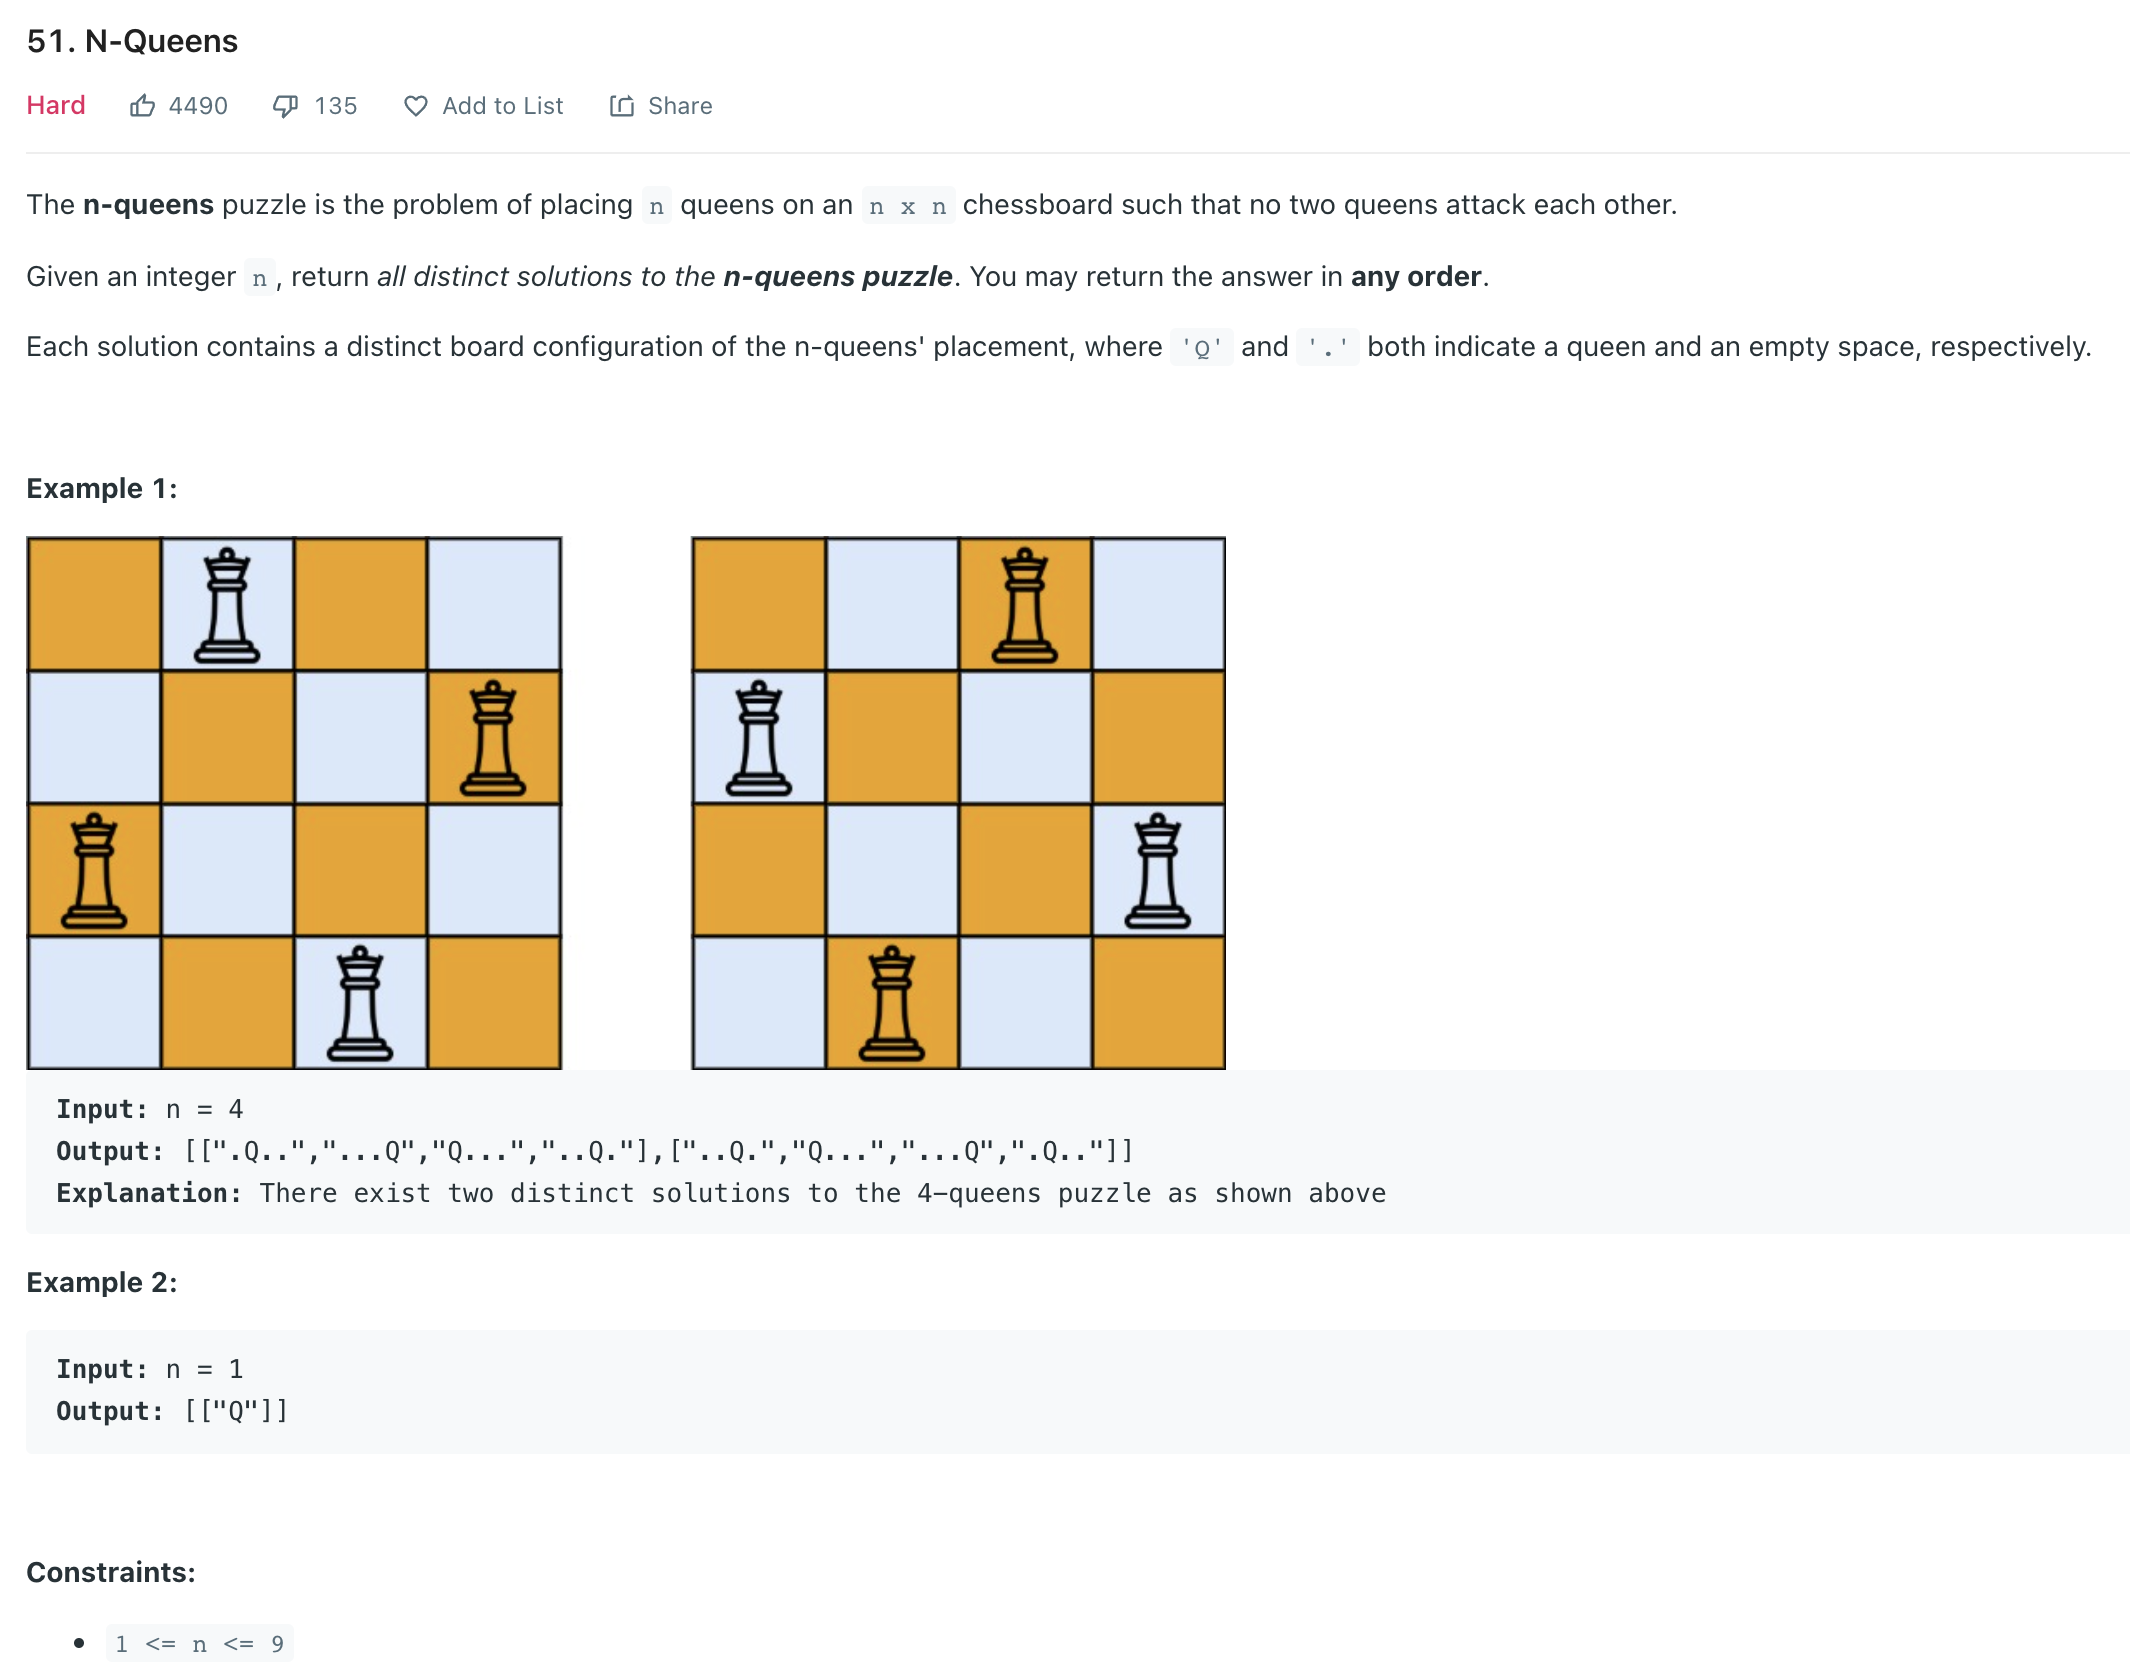 51. N-Queens
Hard 4490 135 Add to List Share
The n-queens puzzle is the problem of placing n queens on an n x n chessboard such that no two queens attack each other.
Given an integer n, return all distinct solutions to the n-queens puzzle. You may return the answer in any order.
Each solution contains a distinct board configuration of the n-queens' placement, where 'Q' and '.' both indicate a queen and an empty space, respectively.
Example 1:
Input: n = 4
Output: [[".Q..","...Q","Q...","..Q."],["..Q.","Q...","...Q",".Q.."]]
Explanation: There exist two distinct solutions to the 4-queens puzzle as shown above
Example 2:
Input: n = 1
Output: [["Q"]]
Constraints:
• 1 <= n <= 9